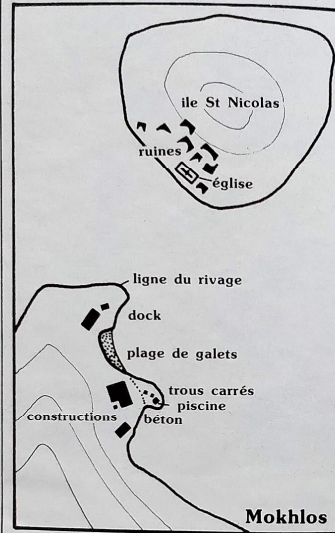 ile St Nicolas
ruines
église
ligne du rivage
dock
plage de galets
trous carrés
piscine
constructions
béton
Mokhlos